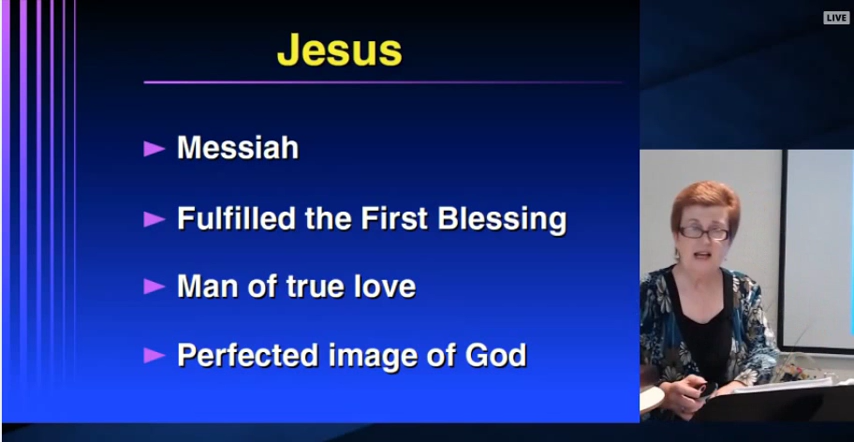 LIVE
Jesus
Messiah
Fulfilled the First Blessing
Man of true love
Perfected image of God